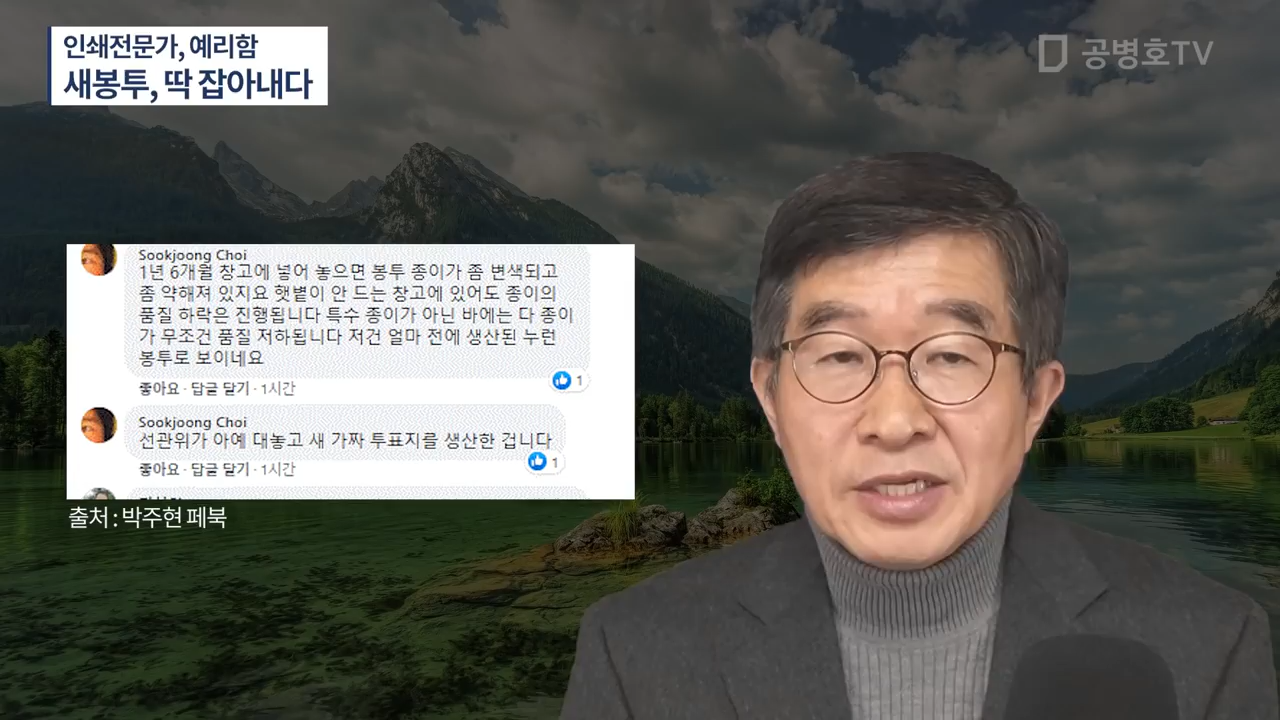 인쇄전문가, 예리함
새봉투, 딱 잡아내다
공병호TV
Sookjoong Choi
1년 6개월 창고에 넣어 놓으면 봉투 종이가 좀 변색되고
좀 약해져 있지요 햇볕이 안 드는 창고에 있어도 종이의
품질 하락은 진행됩니다 특수 종이가 아닌 바에는 다 종이
가 무조건 품질 저하됩니다 저건 얼마 전에 생산된 누런
봉투로 보이네요
좋아요 · 답글 달기 · 1시간
1
Sookjoong Choi
선관위가 아예 대놓고 새 가짜 투표지를 생산한 겁니다
좋아요 · 답글 달기 · 1시간
1
출처 : 박주현 페북